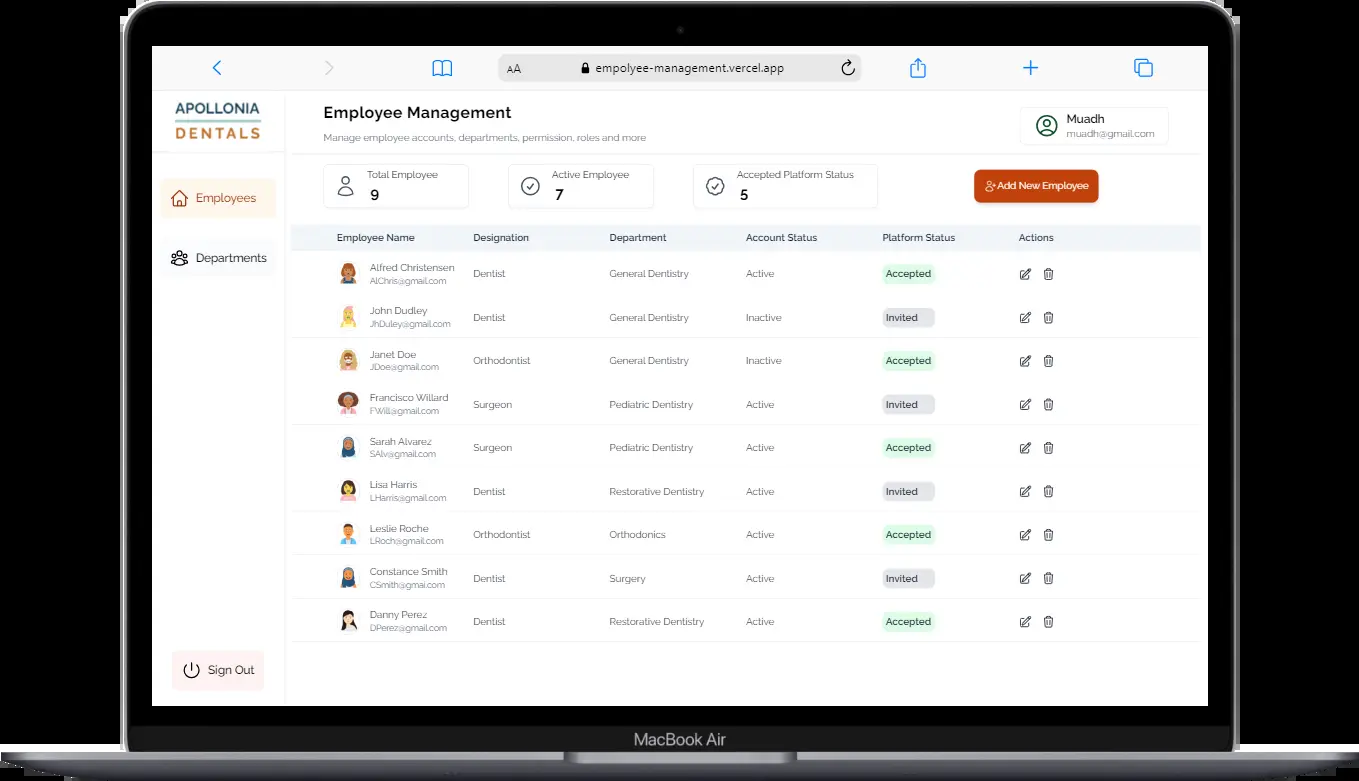 AA empolyee-management.vercel.app
APOLLONIA
DENTALS
Employee Management
Manage employee accounts, departments, permission, roles and more
Muadh
muadh@gmail.com
Employees
Departments
Sign Out
Total Employee
9
Active Employee
7
Accepted Platform Status
5
Add New Employee
Employee Name Designation Department Account Status Platform Status Actions
Alfred Christensen
AlChris@gmail.com
Dentist General Dentistry Active Accepted
John Dudley
JhDuley@gmail.com
Dentist General Dentistry Inactive Invited
Janet Doe
JDoe@gmail.com
Orthodontist General Dentistry Inactive Accepted
Francisco Willard
FWill@gmail.com
Surgeon Pediatric Dentistry Active Invited
Sarah Alvarez
SAlv@gmail.com
Surgeon Pediatric Dentistry Active Accepted
Lisa Harris
LHarris@gmail.com
Dentist Restorative Dentistry Active Invited
Leslie Roche
LRoch@gmail.com
Orthodontist Orthodonics Active Accepted
Constance Smith
CSmith@gmai.com
Dentist Surgery Active Invited
Danny Perez
DPerez@gmail.com
Dentist Restorative Dentistry Active Accepted
MacBook Air